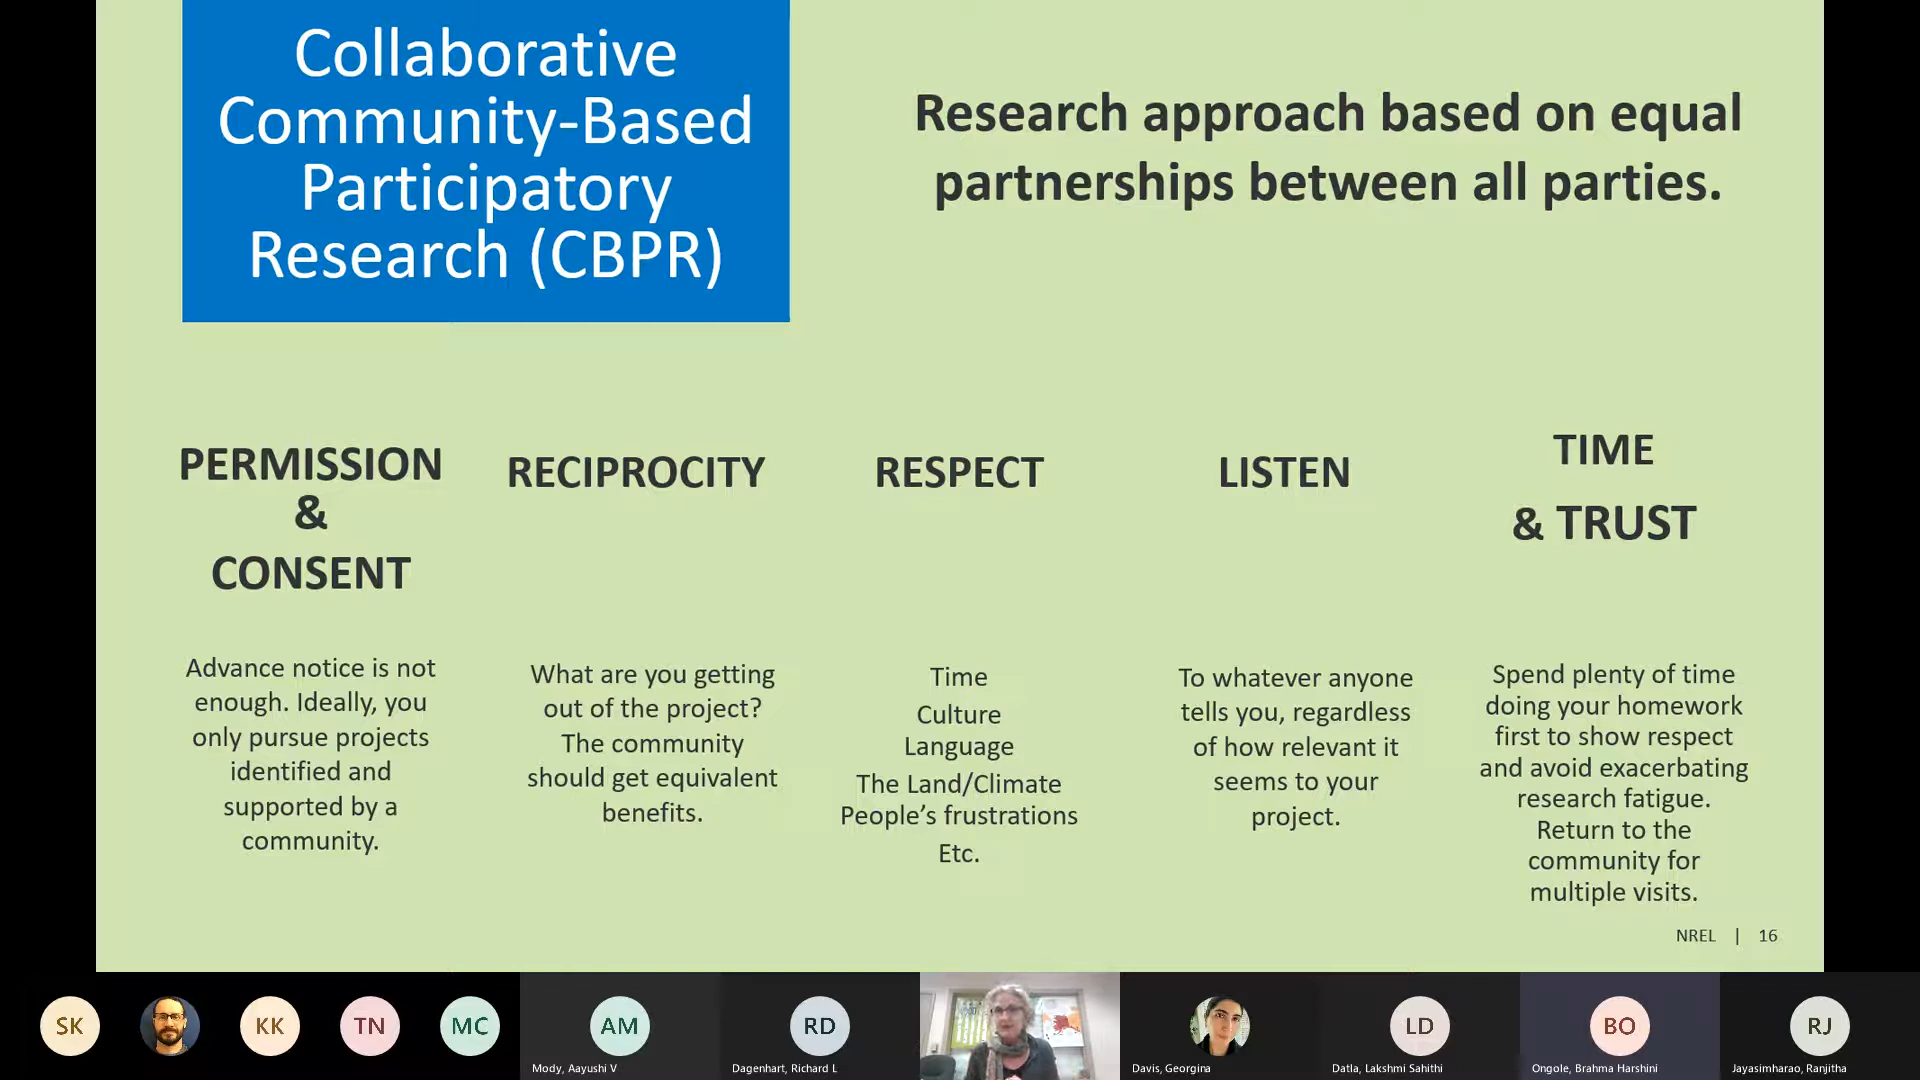 Collaborative
Community-Based
Participatory
Research (CBPR)
Research approach based on equal
partnerships between all parties.
PERMISSION
&
CONSENT
Advance notice is not
enough. Ideally, you
only pursue projects
identified and
supported by a
community.
RECIPROCITY
What are you getting
out of the project?
The community
should get equivalent
benefits.
RESPECT
Time
Culture
Language
The Land/Climate
People's frustrations
Etc.
LISTEN
To whatever anyone
tells you, regardless
of how relevant it
seems to your
project.
TIME
& TRUST
Spend plenty of time
doing your homework
first to show respect
and avoid exacerbating
research fatigue.
Return to the
community for
multiple visits.
NREL | 16
SK
KK
TN
MC
AM
Mody, Aayushi V
RD
Dagenhart, Richard L
Davis, Georgina
LD
Datla, Lakshmi Sahithi
BO
Ongole, Brahma Harshini
RJ
Jayasimharao, Ranjitha